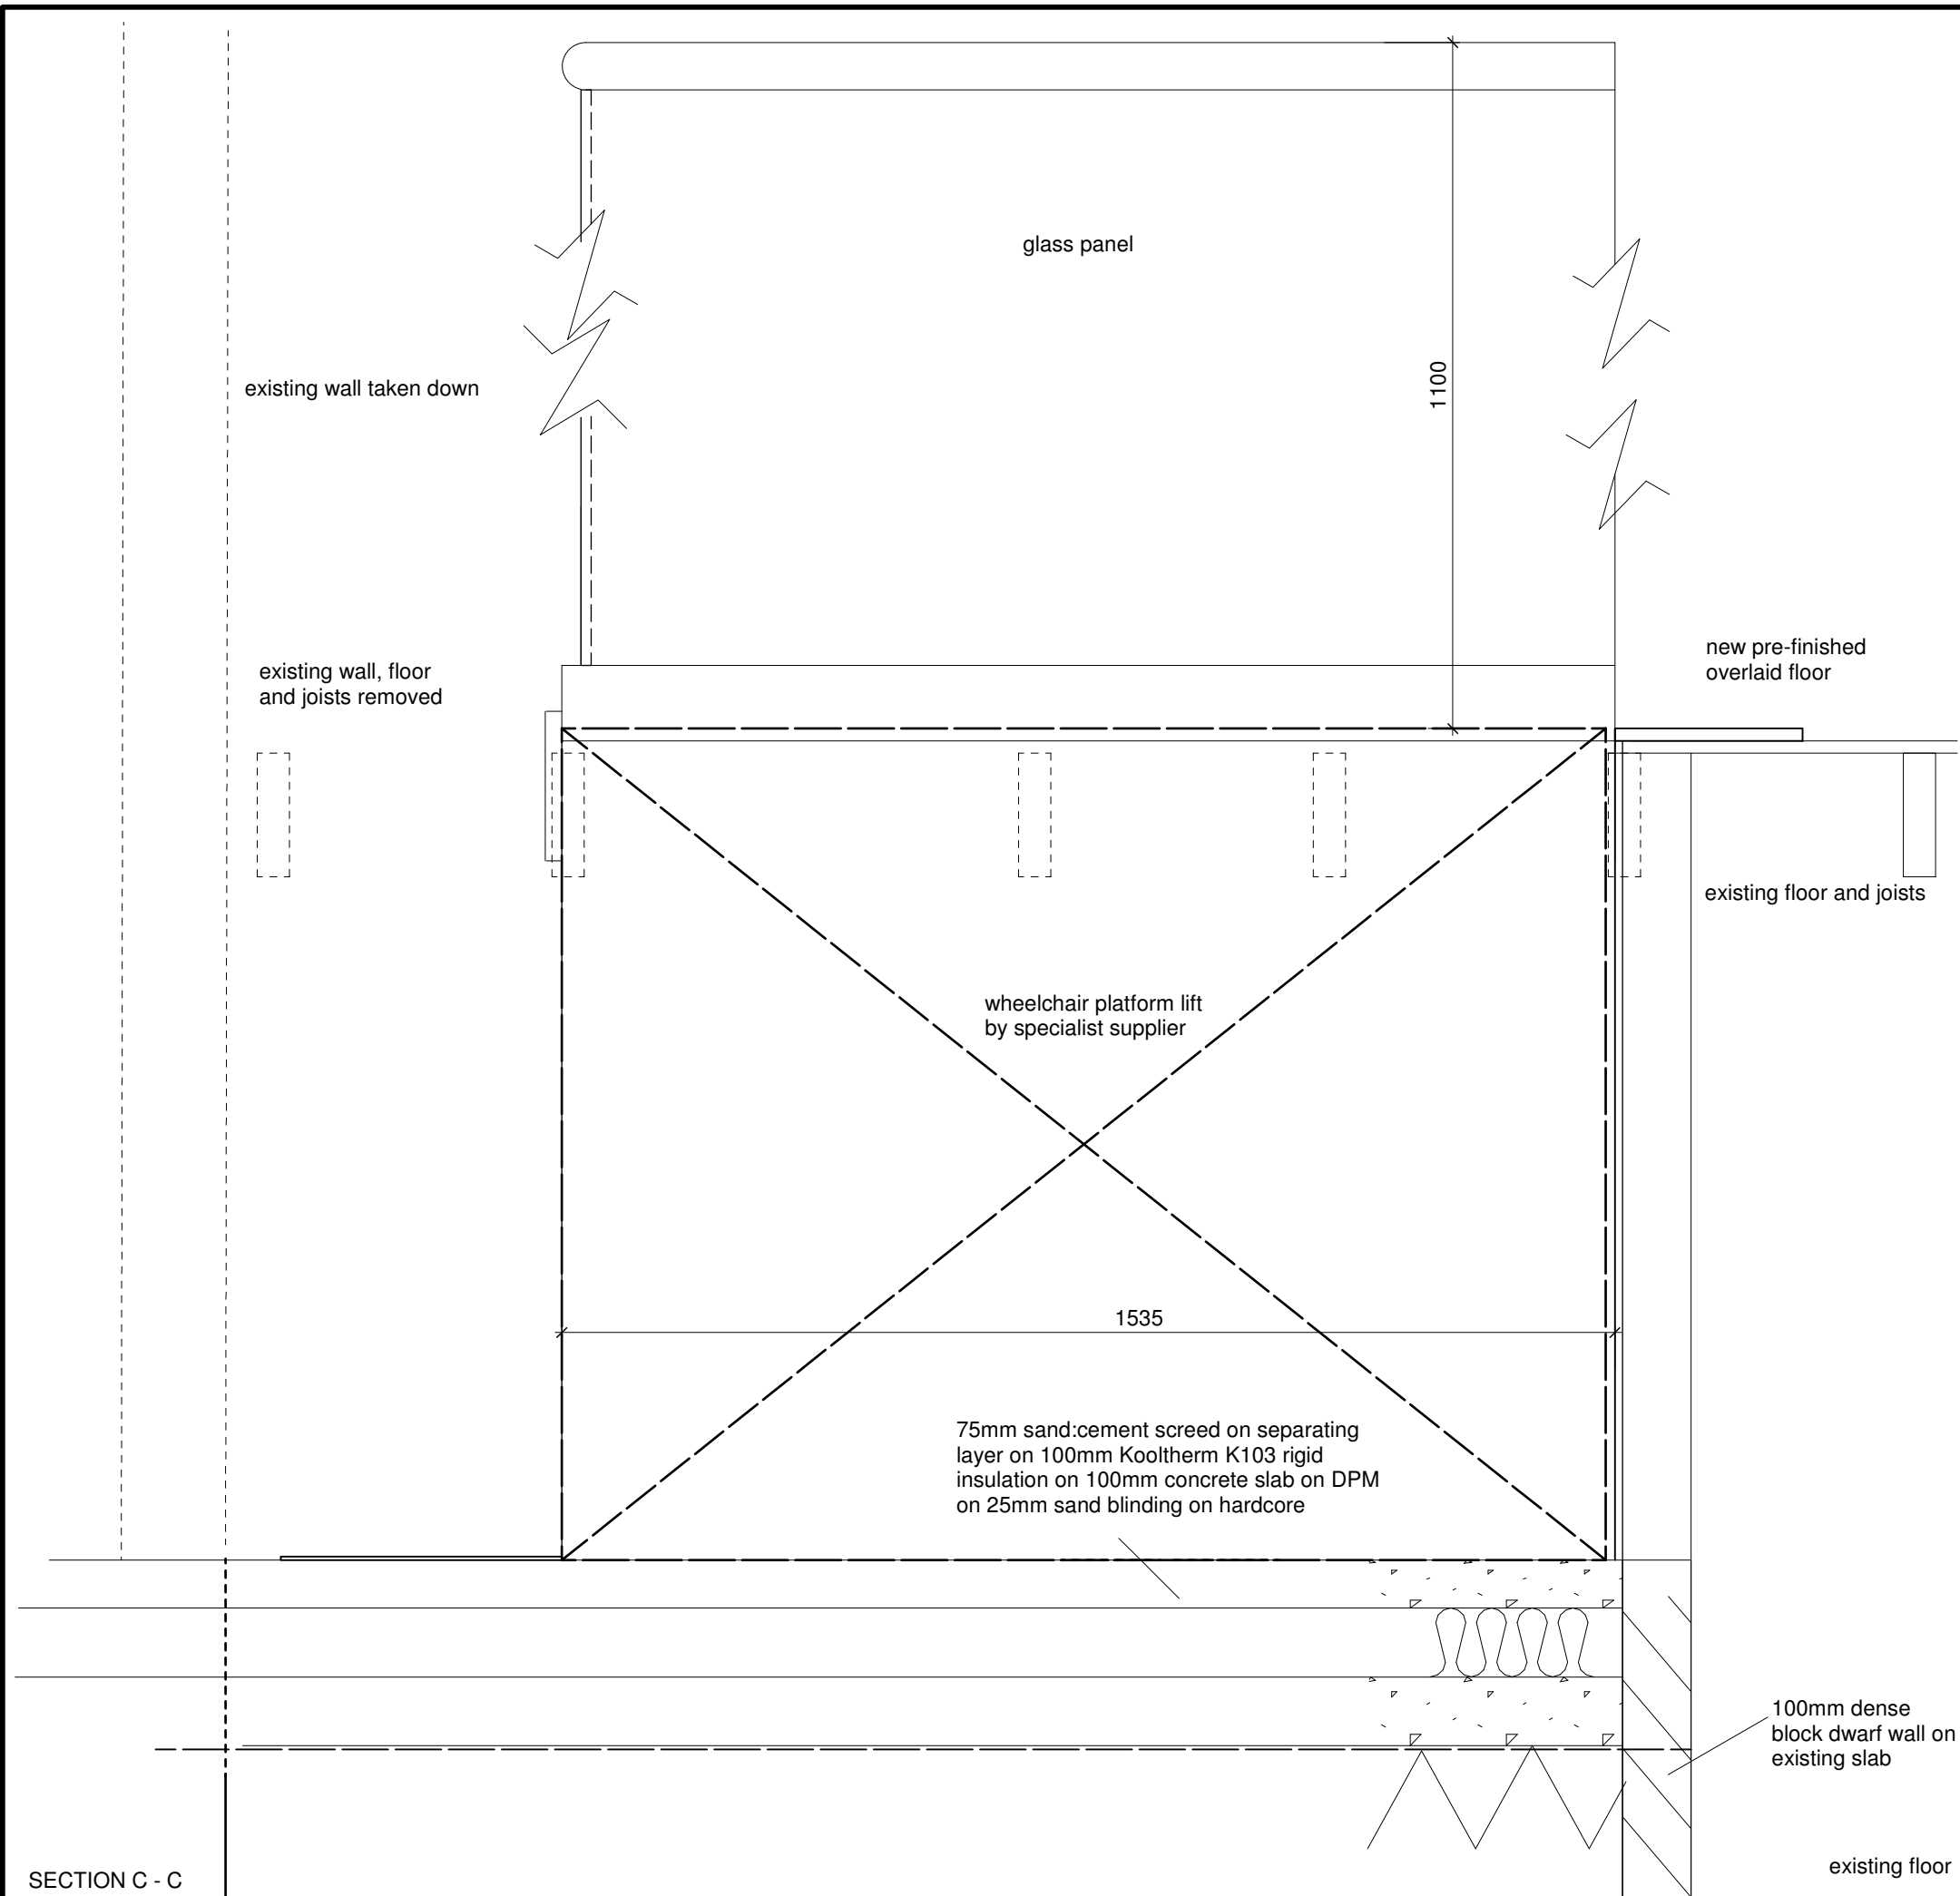 glass panel
1100
existing wall taken down
new pre-finished
overlaid floor
existing wall, floor
and joists removed
existing floor and joists
wheelchair platform lift
by specialist supplier
1535
75mm sand:cement screed on separating
layer on 100mm Kooltherm K103 rigid
insulation on 100mm concrete slab on DPM
on 25mm sand blinding on hardcore
100mm dense
block dwarf wall on
existing slab
existing floor
SECTION C - C